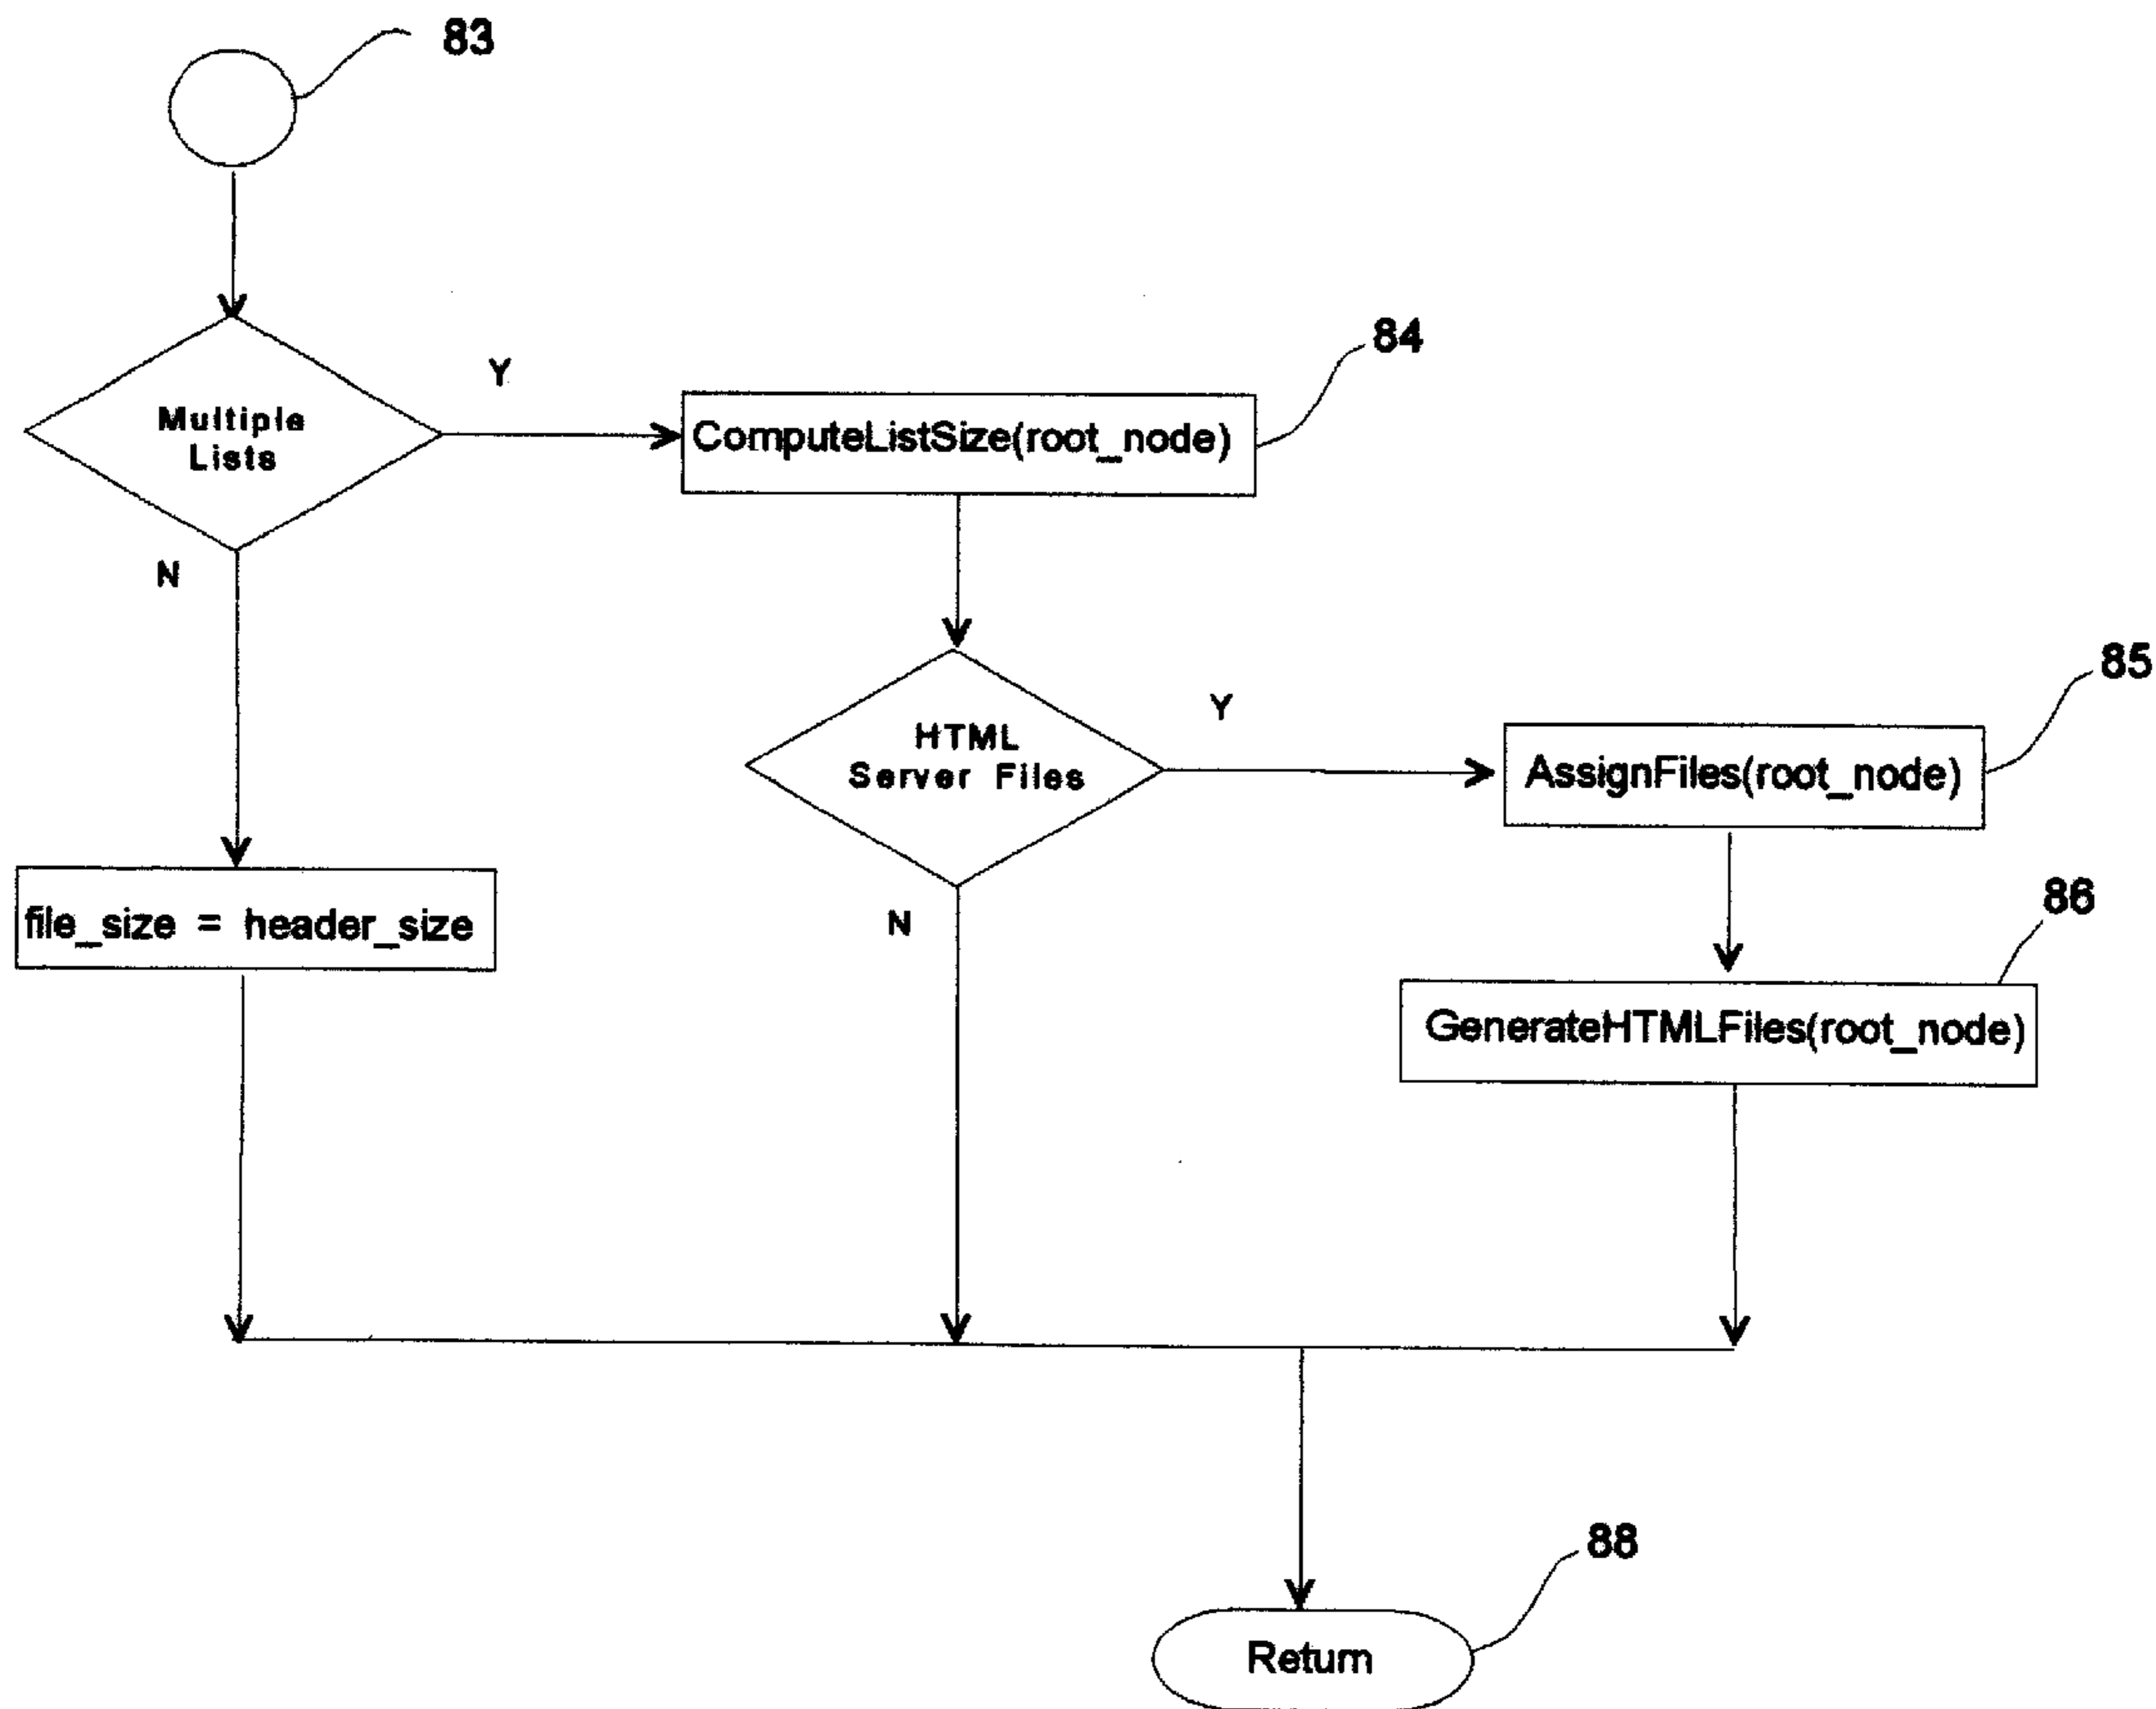 83
84
Y
Multiple
Lists
ComputeListSize(root_node)
N
85
Y
HTML
Server Files
AssignFiles(root_node)
86
N
file_size = header_size
GenerateHTMLFiles(root_node)
88
Return